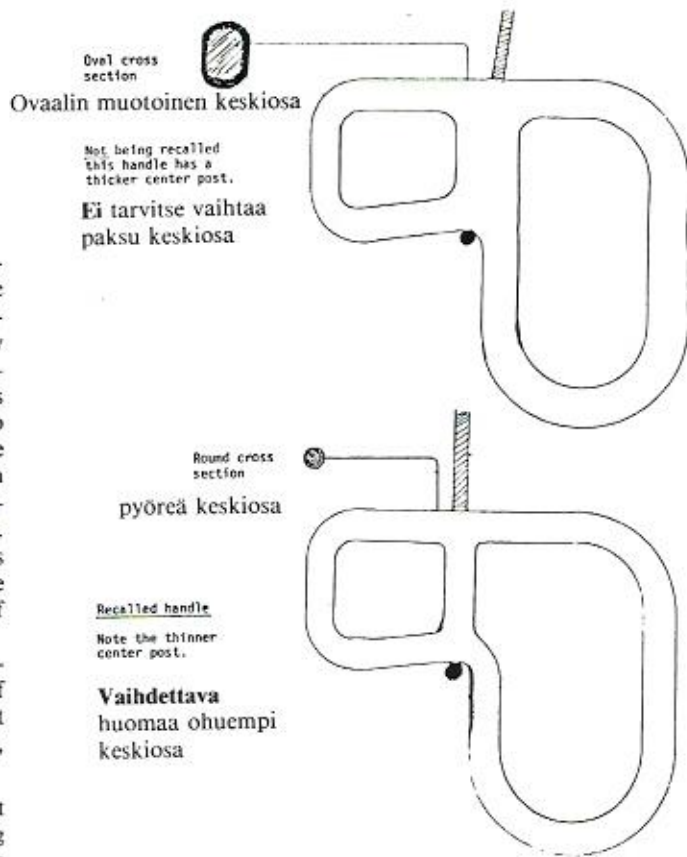 Oval cross
section
Ovaalin muotoinen keskiosa
Not being recalled
this handle has a
thicker center post.
Ei tarvitse vaihtaa
paksu keskiosa
Round cross
section
pyöreä keskiosa
Recalled handle
Note the thinner
center post.
Vaihdettava
huomaa ohuempi
keskiosa